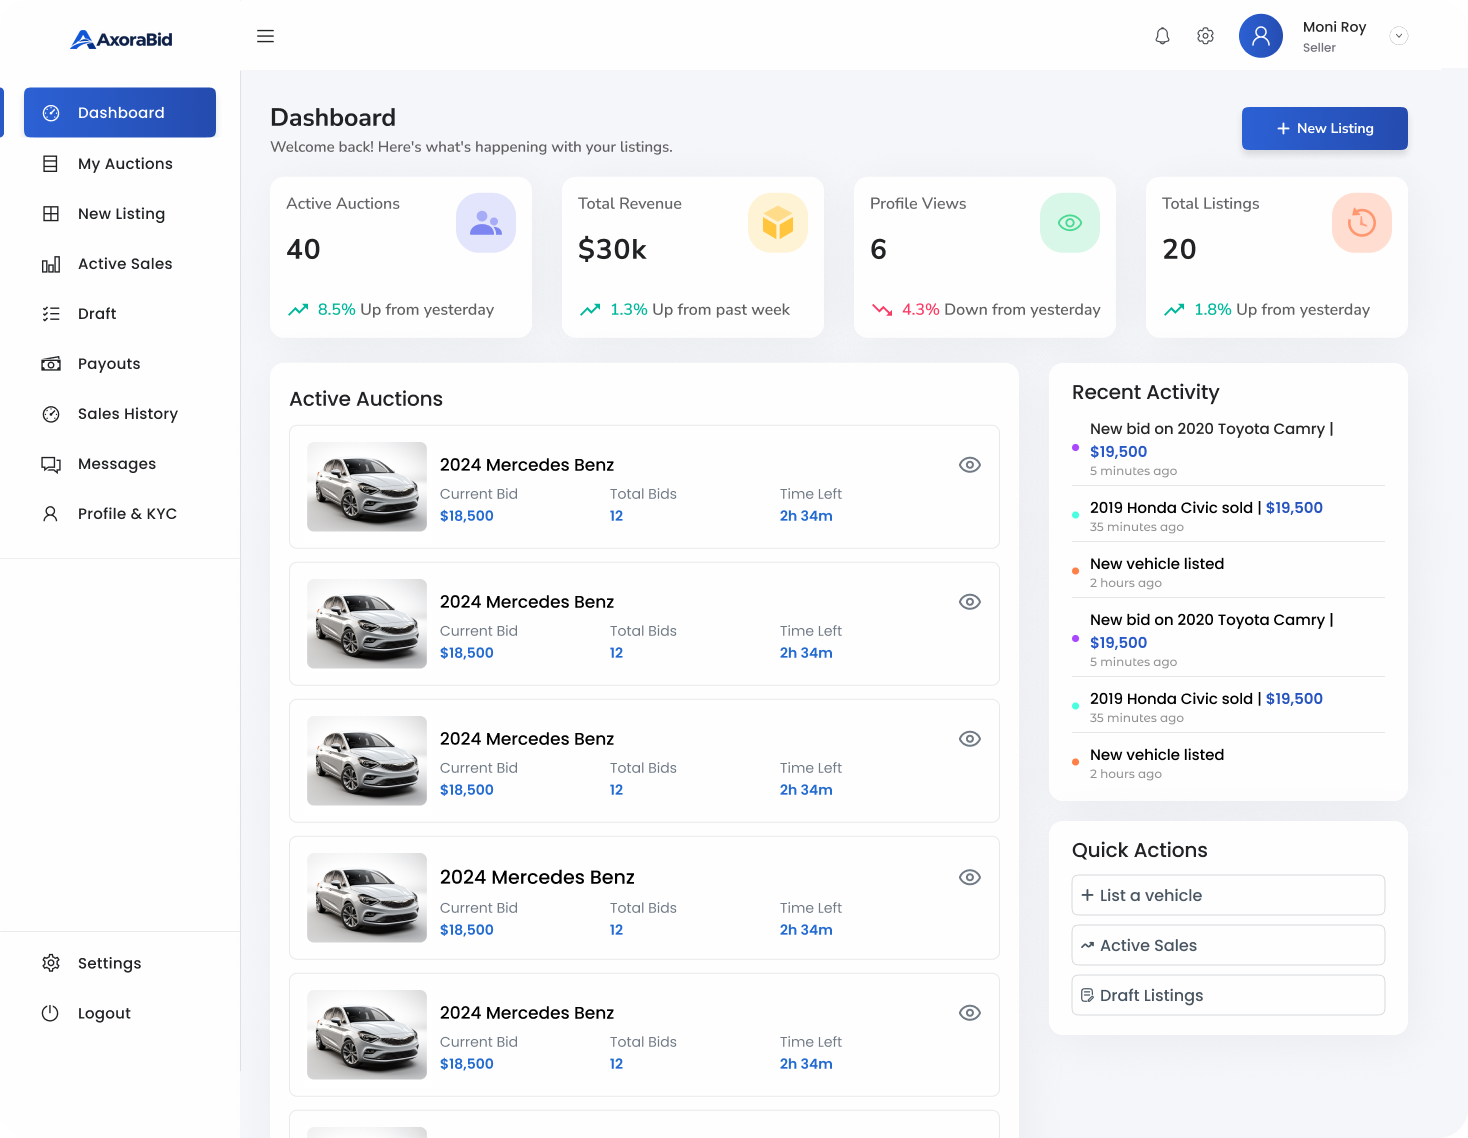 AxoraBid
Moni Roy
Seller
Dashboard
My Auctions
New Listing
Active Sales
Draft
Payouts
Sales History
Messages
Profile & KYC
Settings
Logout
Dashboard
Welcome back! Here's what's happening with your listings.
+ New Listing
Active Auctions
40
8.5% Up from yesterday
Total Revenue
$30k
1.3% Up from past week
Profile Views
6
4.3% Down from yesterday
Total Listings
20
1.8% Up from yesterday
Active Auctions
2024 Mercedes Benz
Current Bid Total Bids Time Left
$18,500 12 2h 34m
2024 Mercedes Benz
Current Bid Total Bids Time Left
$18,500 12 2h 34m
2024 Mercedes Benz
Current Bid Total Bids Time Left
$18,500 12 2h 34m
2024 Mercedes Benz
Current Bid Total Bids Time Left
$18,500 12 2h 34m
2024 Mercedes Benz
Current Bid Total Bids Time Left
$18,500 12 2h 34m
Recent Activity
New bid on 2020 Toyota Camry |
$19,500
5 minutes ago
2019 Honda Civic sold | $19,500
35 minutes ago
New vehicle listed
2 hours ago
New bid on 2020 Toyota Camry |
$19,500
5 minutes ago
2019 Honda Civic sold | $19,500
35 minutes ago
New vehicle listed
2 hours ago
Quick Actions
+ List a vehicle
Active Sales
Draft Listings